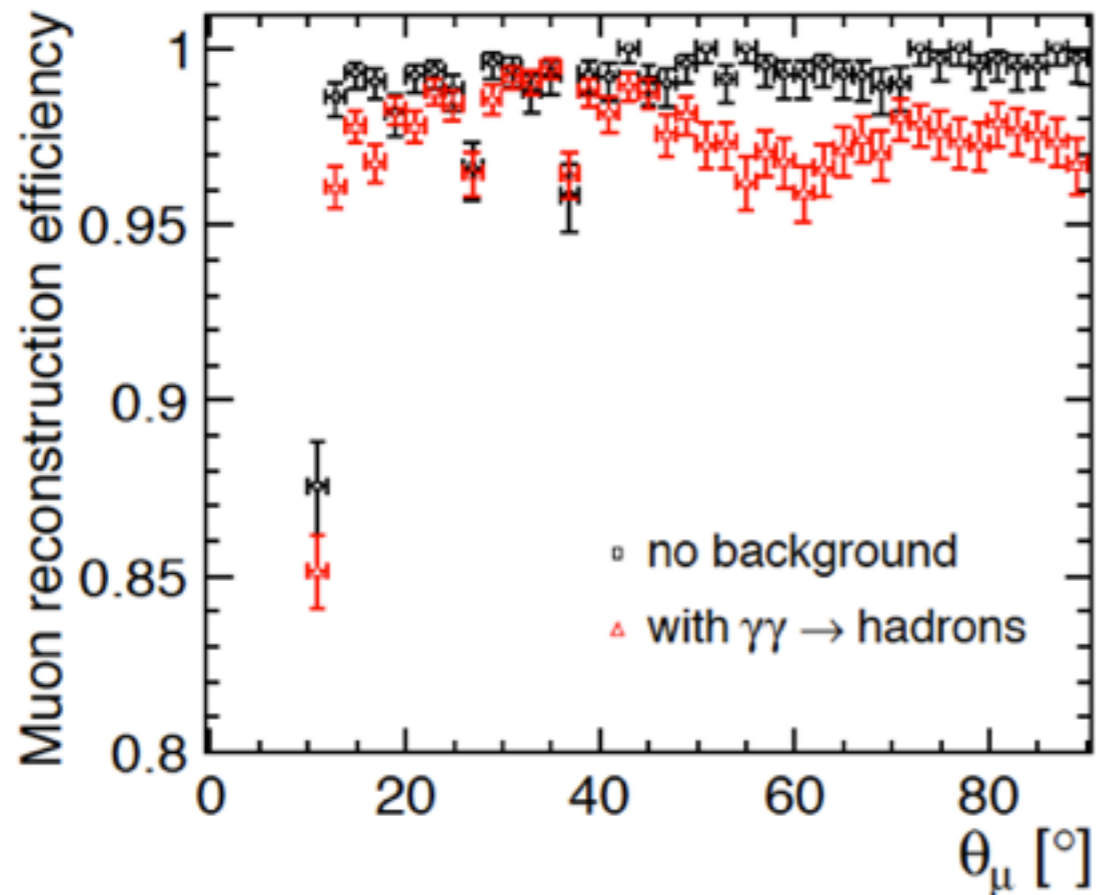 Muon reconstruction efficiency
1
0.95
0.9
0.85
0.8
no background
with γγ → hadrons
0 20 40 60 80
θμ [°]